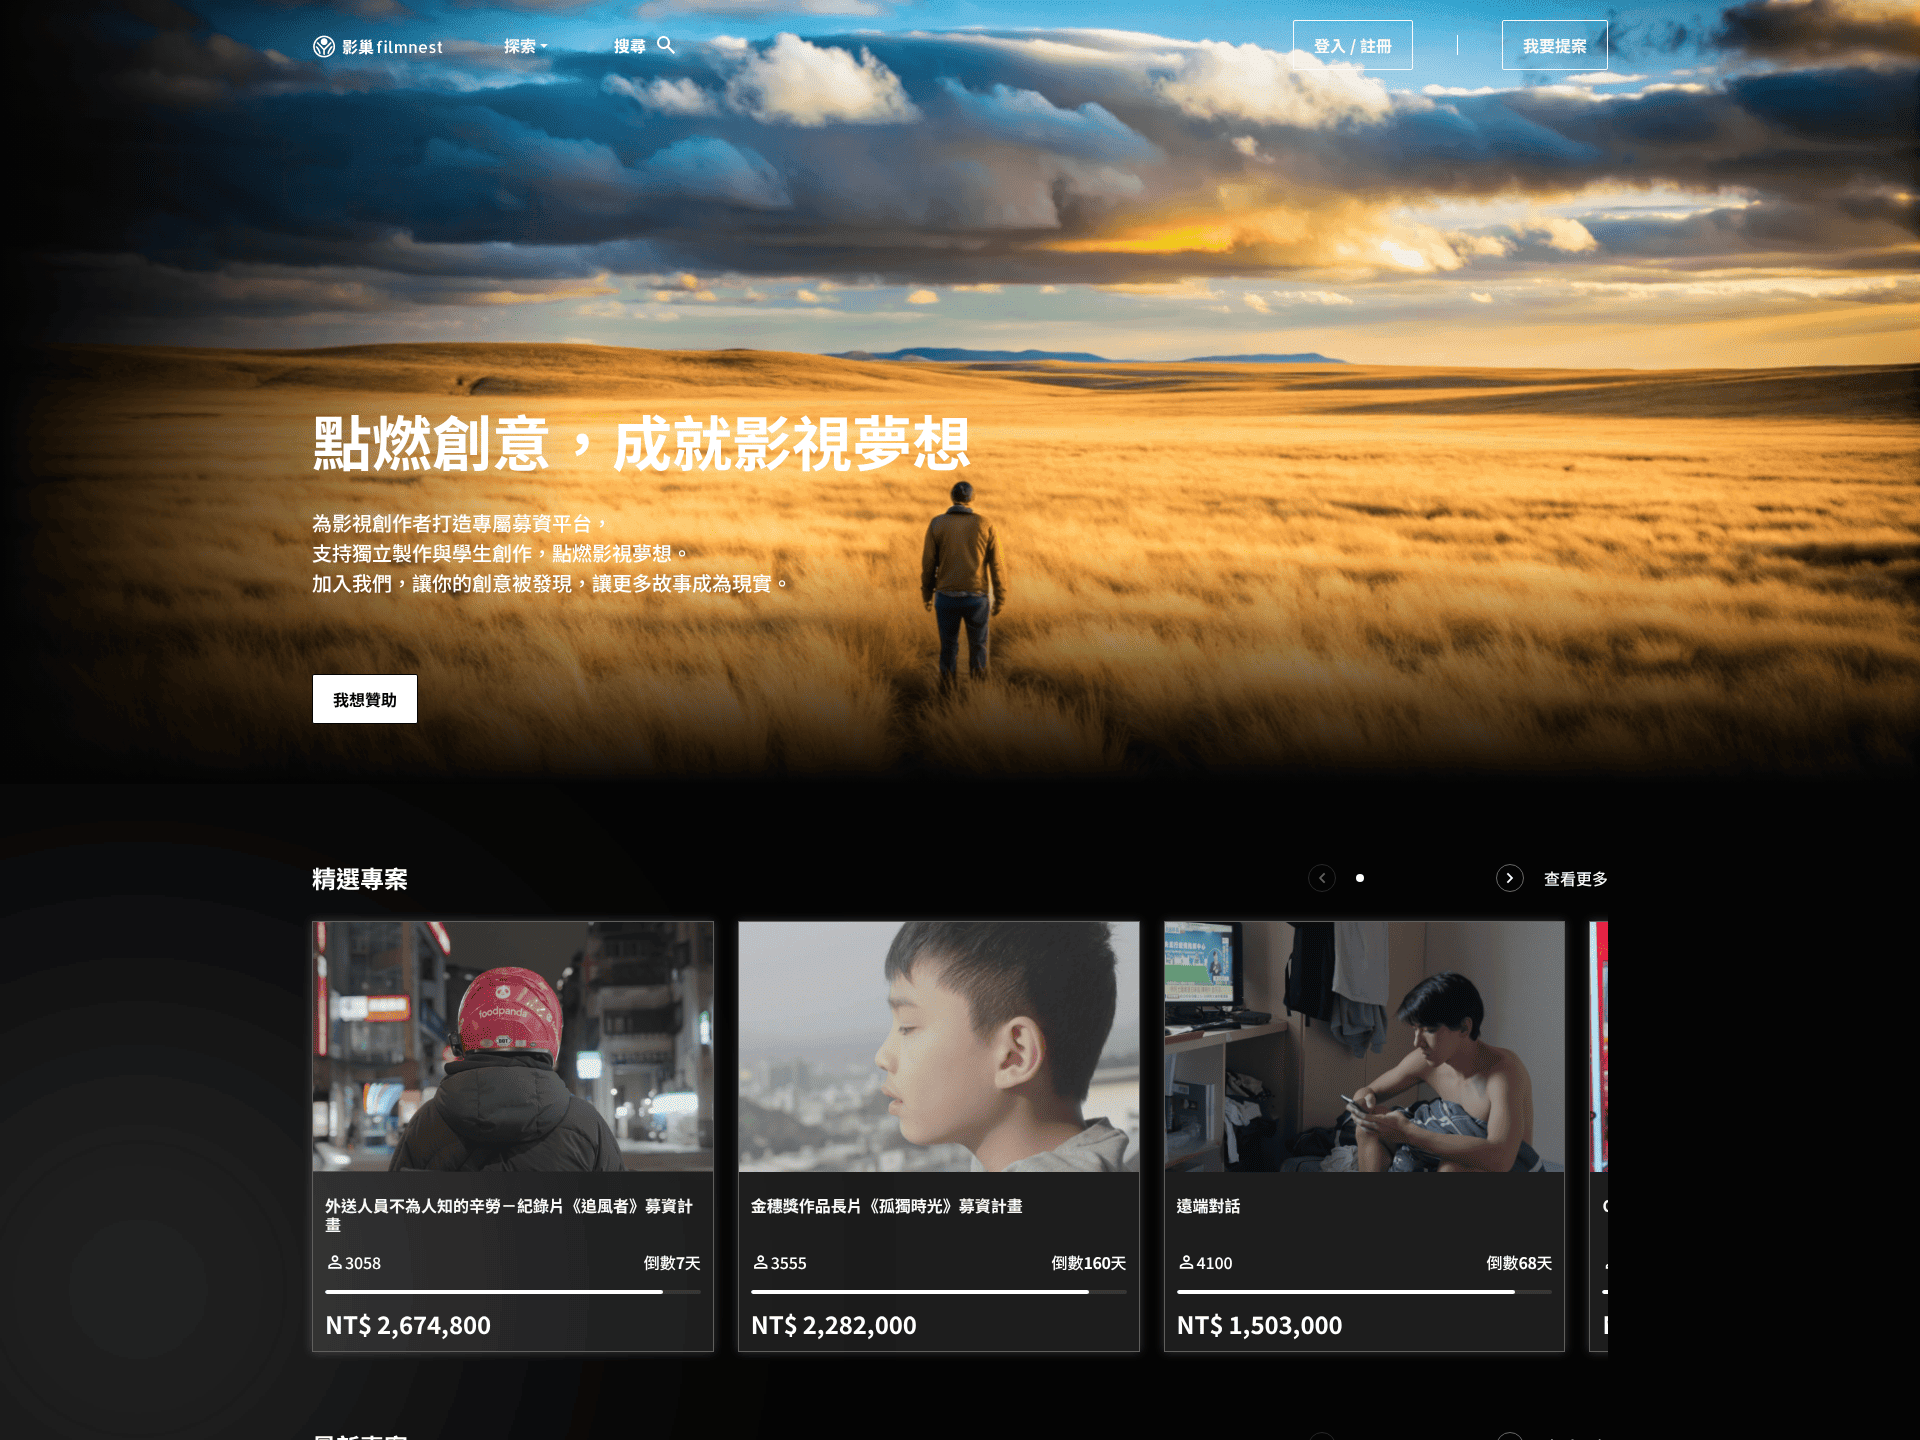 影巢filmnest
探索
搜尋
登入 / 註冊
我要提案
點燃創意，成就影視夢想
為影視創作者打造專屬募資平台，
支持獨立製作與學生創作，點燃影視夢想。
加入我們，讓你的創意被發現，讓更多故事成為現實。
我想贊助
精選專案
查看更多
foodpanda
外送人員不為人知的辛勞－紀錄片《追風者》募資計
畫
3058
倒數7天
NT$ 2,674,800
金穗獎作品長片《孤獨時光》募資計畫
3555
倒數160天
NT$ 2,282,000
遠端對話
4100
倒數68天
NT$ 1,503,000